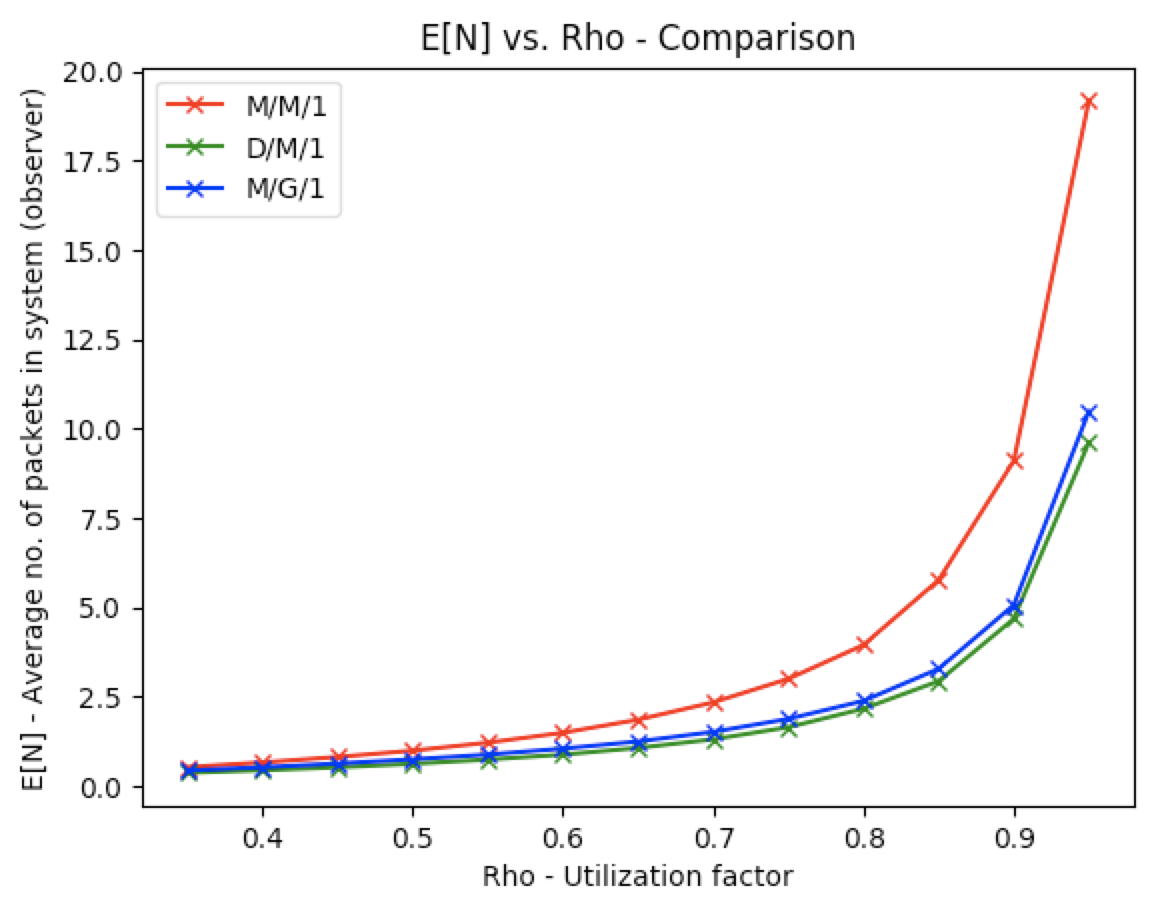 E[N] vs. Rho - Comparison
E[N] - Average no. of packets in system (observer)
20.0
17.5
15.0
12.5
10.0
7.5
5.0
2.5
0.0
M/M/1
D/M/1
M/G/1
0.4 0.5 0.6 0.7 0.8 0.9
Rho - Utilization factor